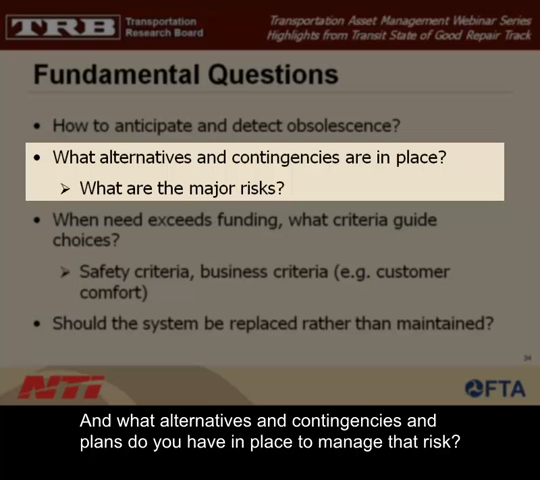 TRB Transportation Research Board
Transportation Asset Management Webinar Series
Highlights from Transit State of Good Repair Track
Fundamental Questions
• How to anticipate and detect obsolescence?
• What alternatives and contingencies are in place?
➢ What are the major risks?
• When need exceeds funding, what criteria guide
choices?
➢ Safety criteria, business criteria (e.g. customer
comfort)
• Should the system be replaced rather than maintained?
34
NTI
FTA
And what alternatives and contingencies and
plans do you have in place to manage that risk?